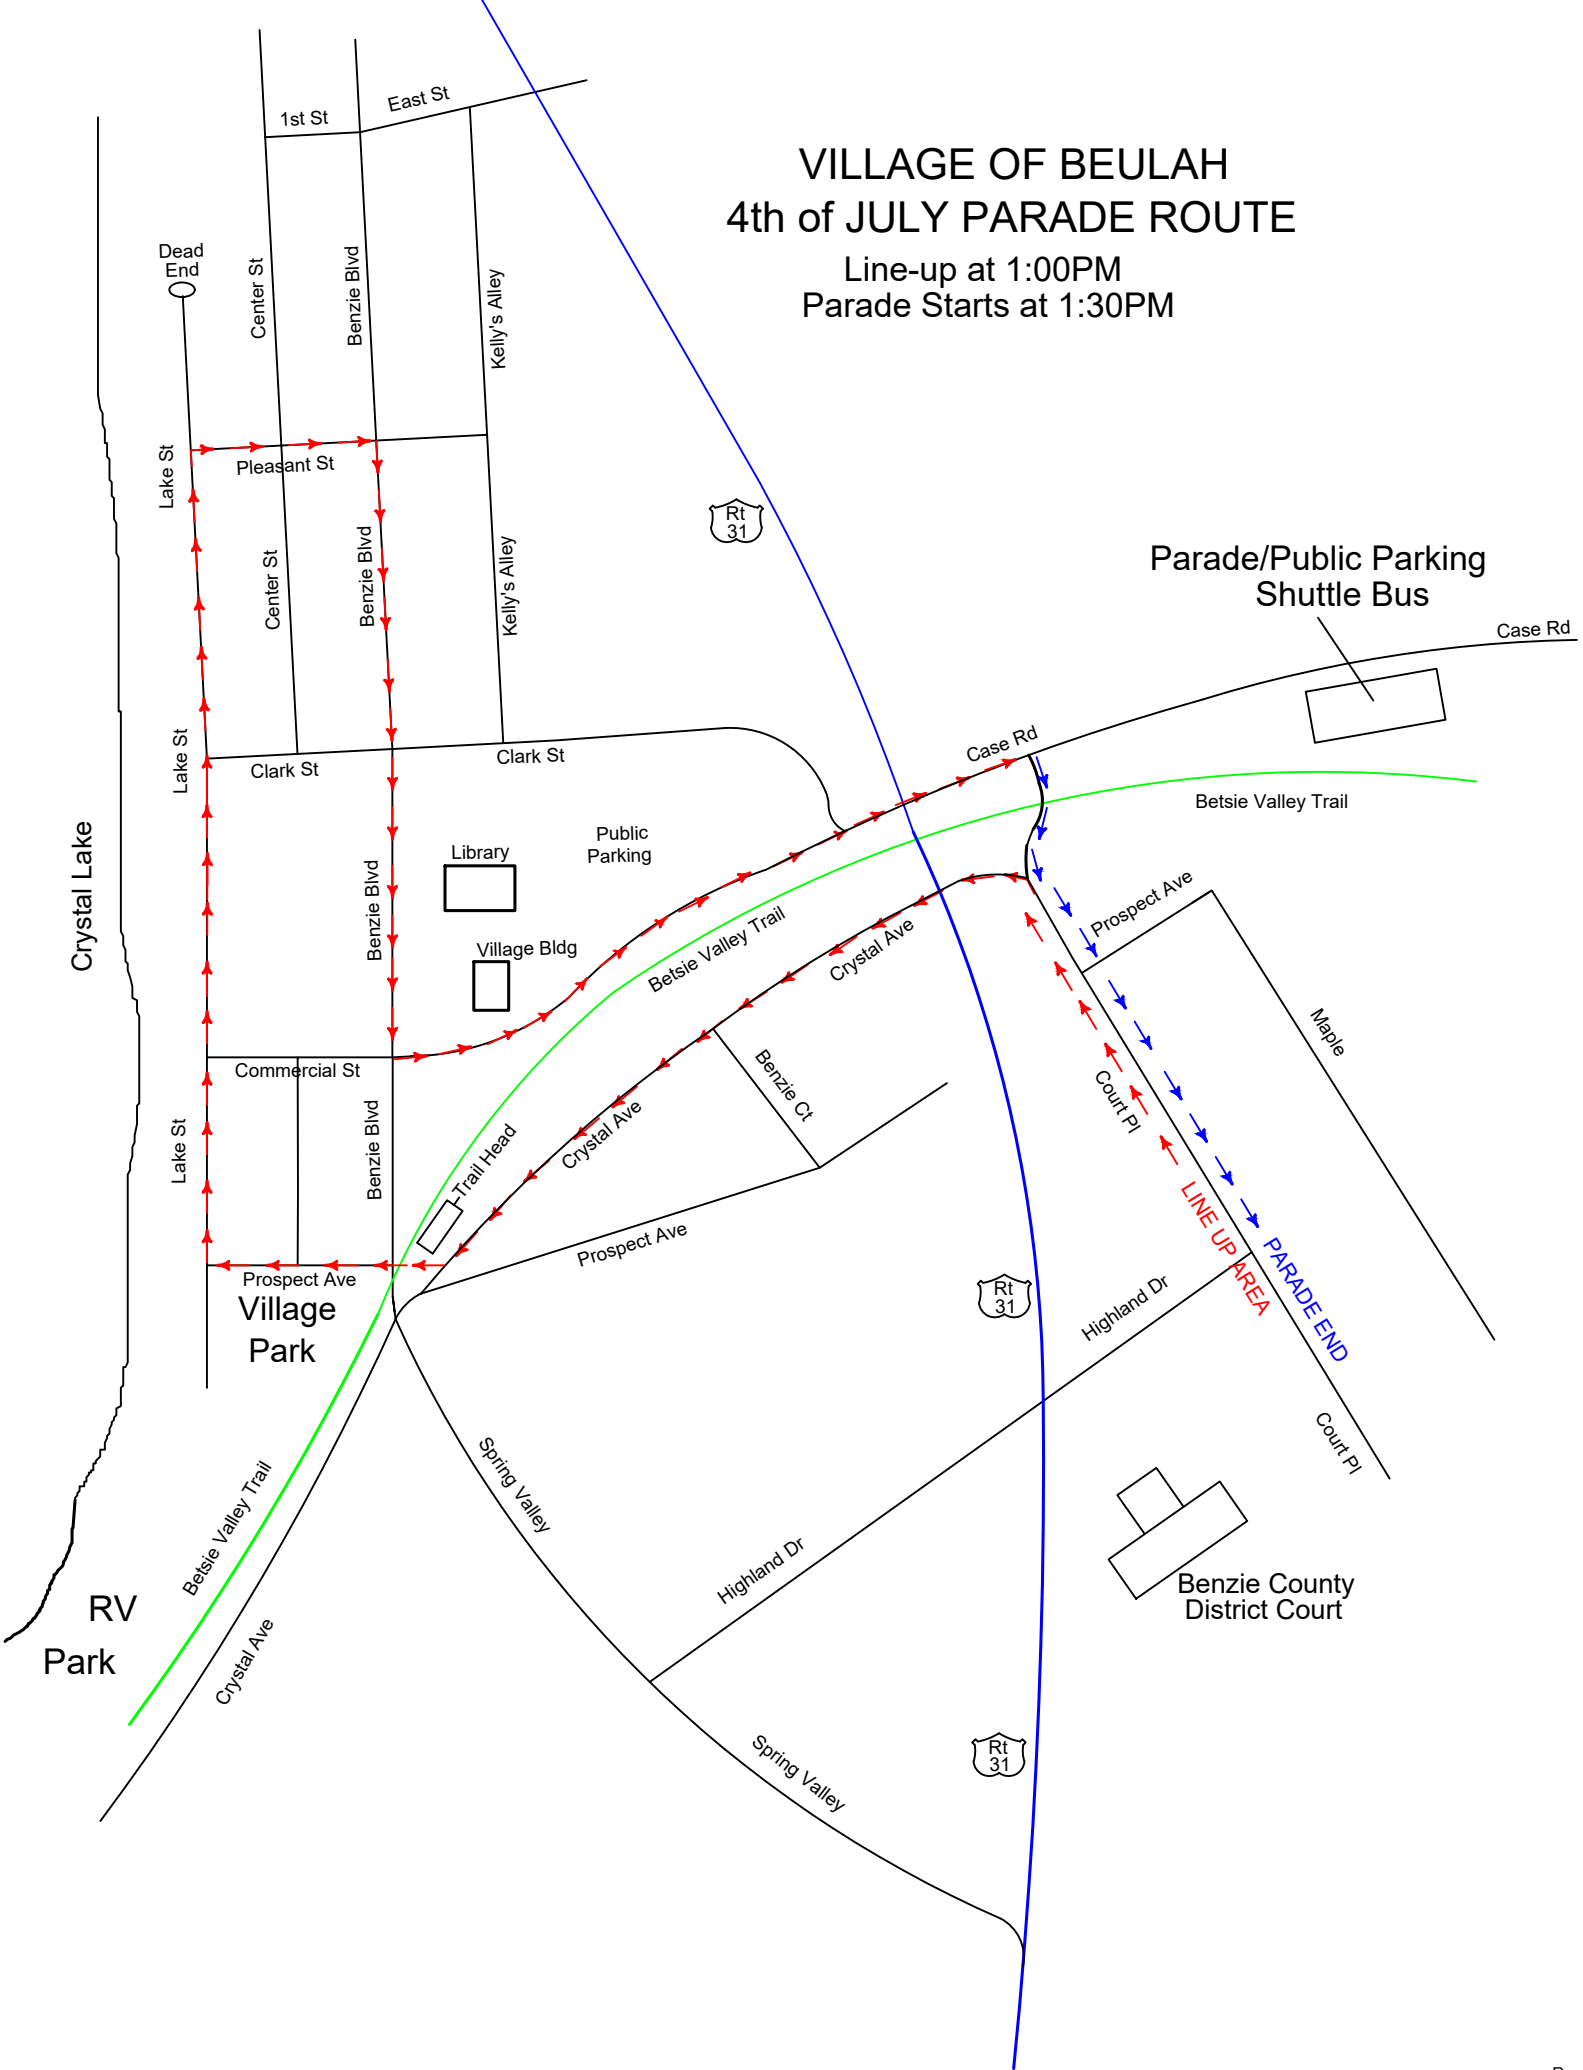 VILLAGE OF BEULAH
4th of JULY PARADE ROUTE
Line-up at 1:00PM
Parade Starts at 1:30PM
East St
1st St
Dead
End
Center St
Benzie Blvd
Kelly's Alley
Lake St
Pleasant St
Rt
31
Center St
Benzie Blvd
Kelly's Alley
Parade/Public Parking
Shuttle Bus
Case Rd
Lake St
Clark St
Clark St
Case Rd
Betsie Valley Trail
Crystal Lake
Public
Parking
Library
Benzie Blvd
Village Bldg
Betsie Valley Trail
Crystal Ave
Prospect Ave
Maple
Commercial St
Benzie Ct
Court Pl
Lake St
Benzie Blvd
Trail Head
Crystal Ave
LINE UP AREA
PARADE END
Prospect Ave
Prospect Ave
Village
Park
Rt
31
Highland Dr
Court Pl
Betsie Valley Trail
Spring Valley
Highland Dr
Benzie County
District Court
RV
Park
Crystal Ave
Spring Valley
Rt
31